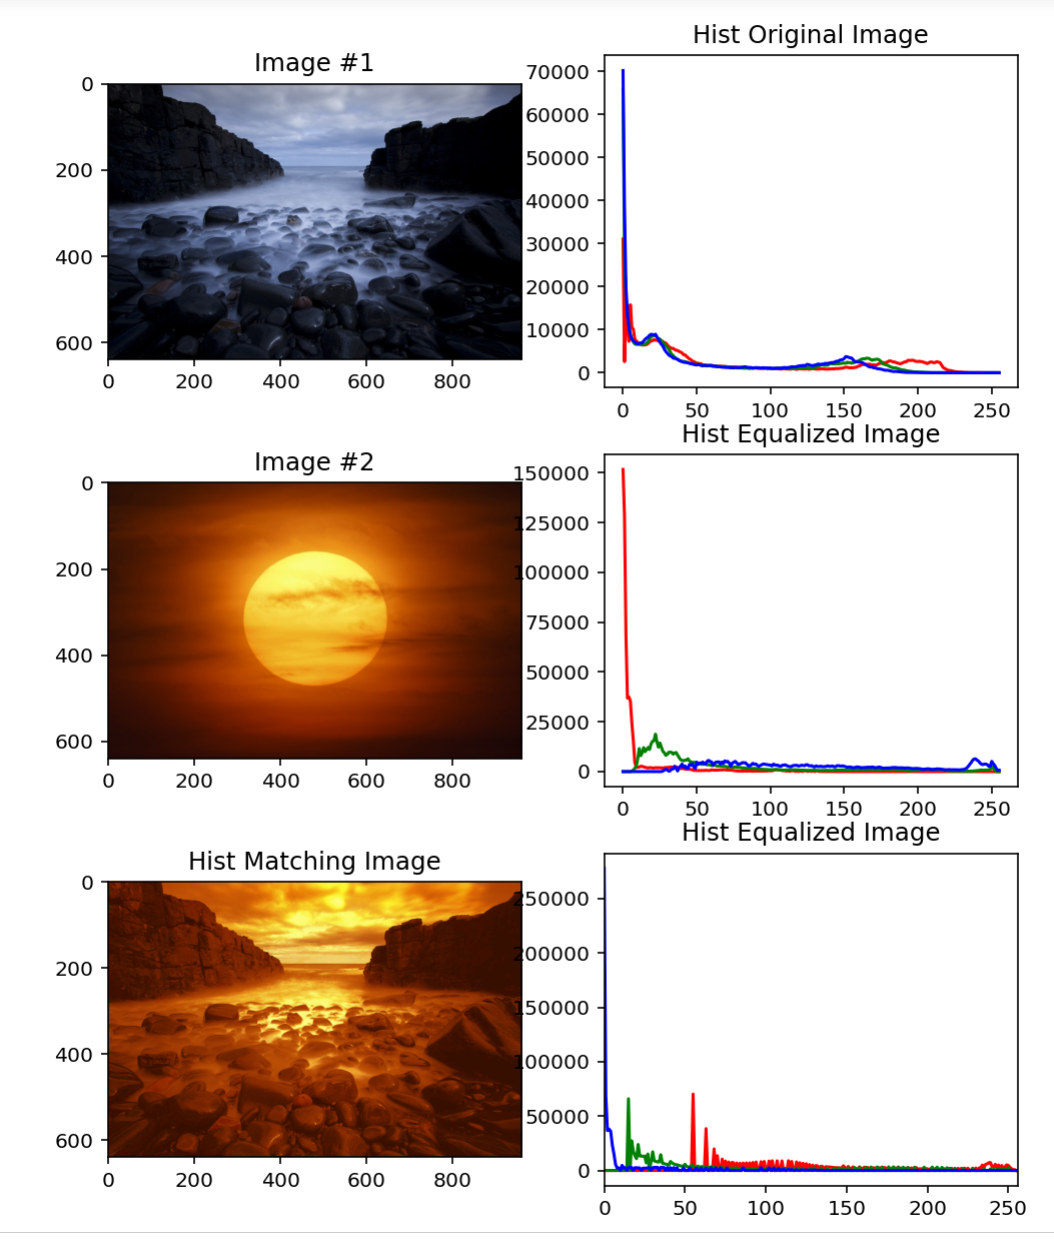 Image #1
0
200
400
600
0 200 400 600 800
Hist Original Image
70000
60000
50000
40000
30000
20000
10000
0
0 50 100 150 200 250
Image #2
0
200
400
600
0 200 400 600 800
Hist Equalized Image
150000
125000
100000
75000
50000
25000
0
0 50 100 150 200 250
Hist Matching Image
0
200
400
600
0 200 400 600 800
Hist Equalized Image
250000
200000
150000
100000
50000
0
0 50 100 150 200 250